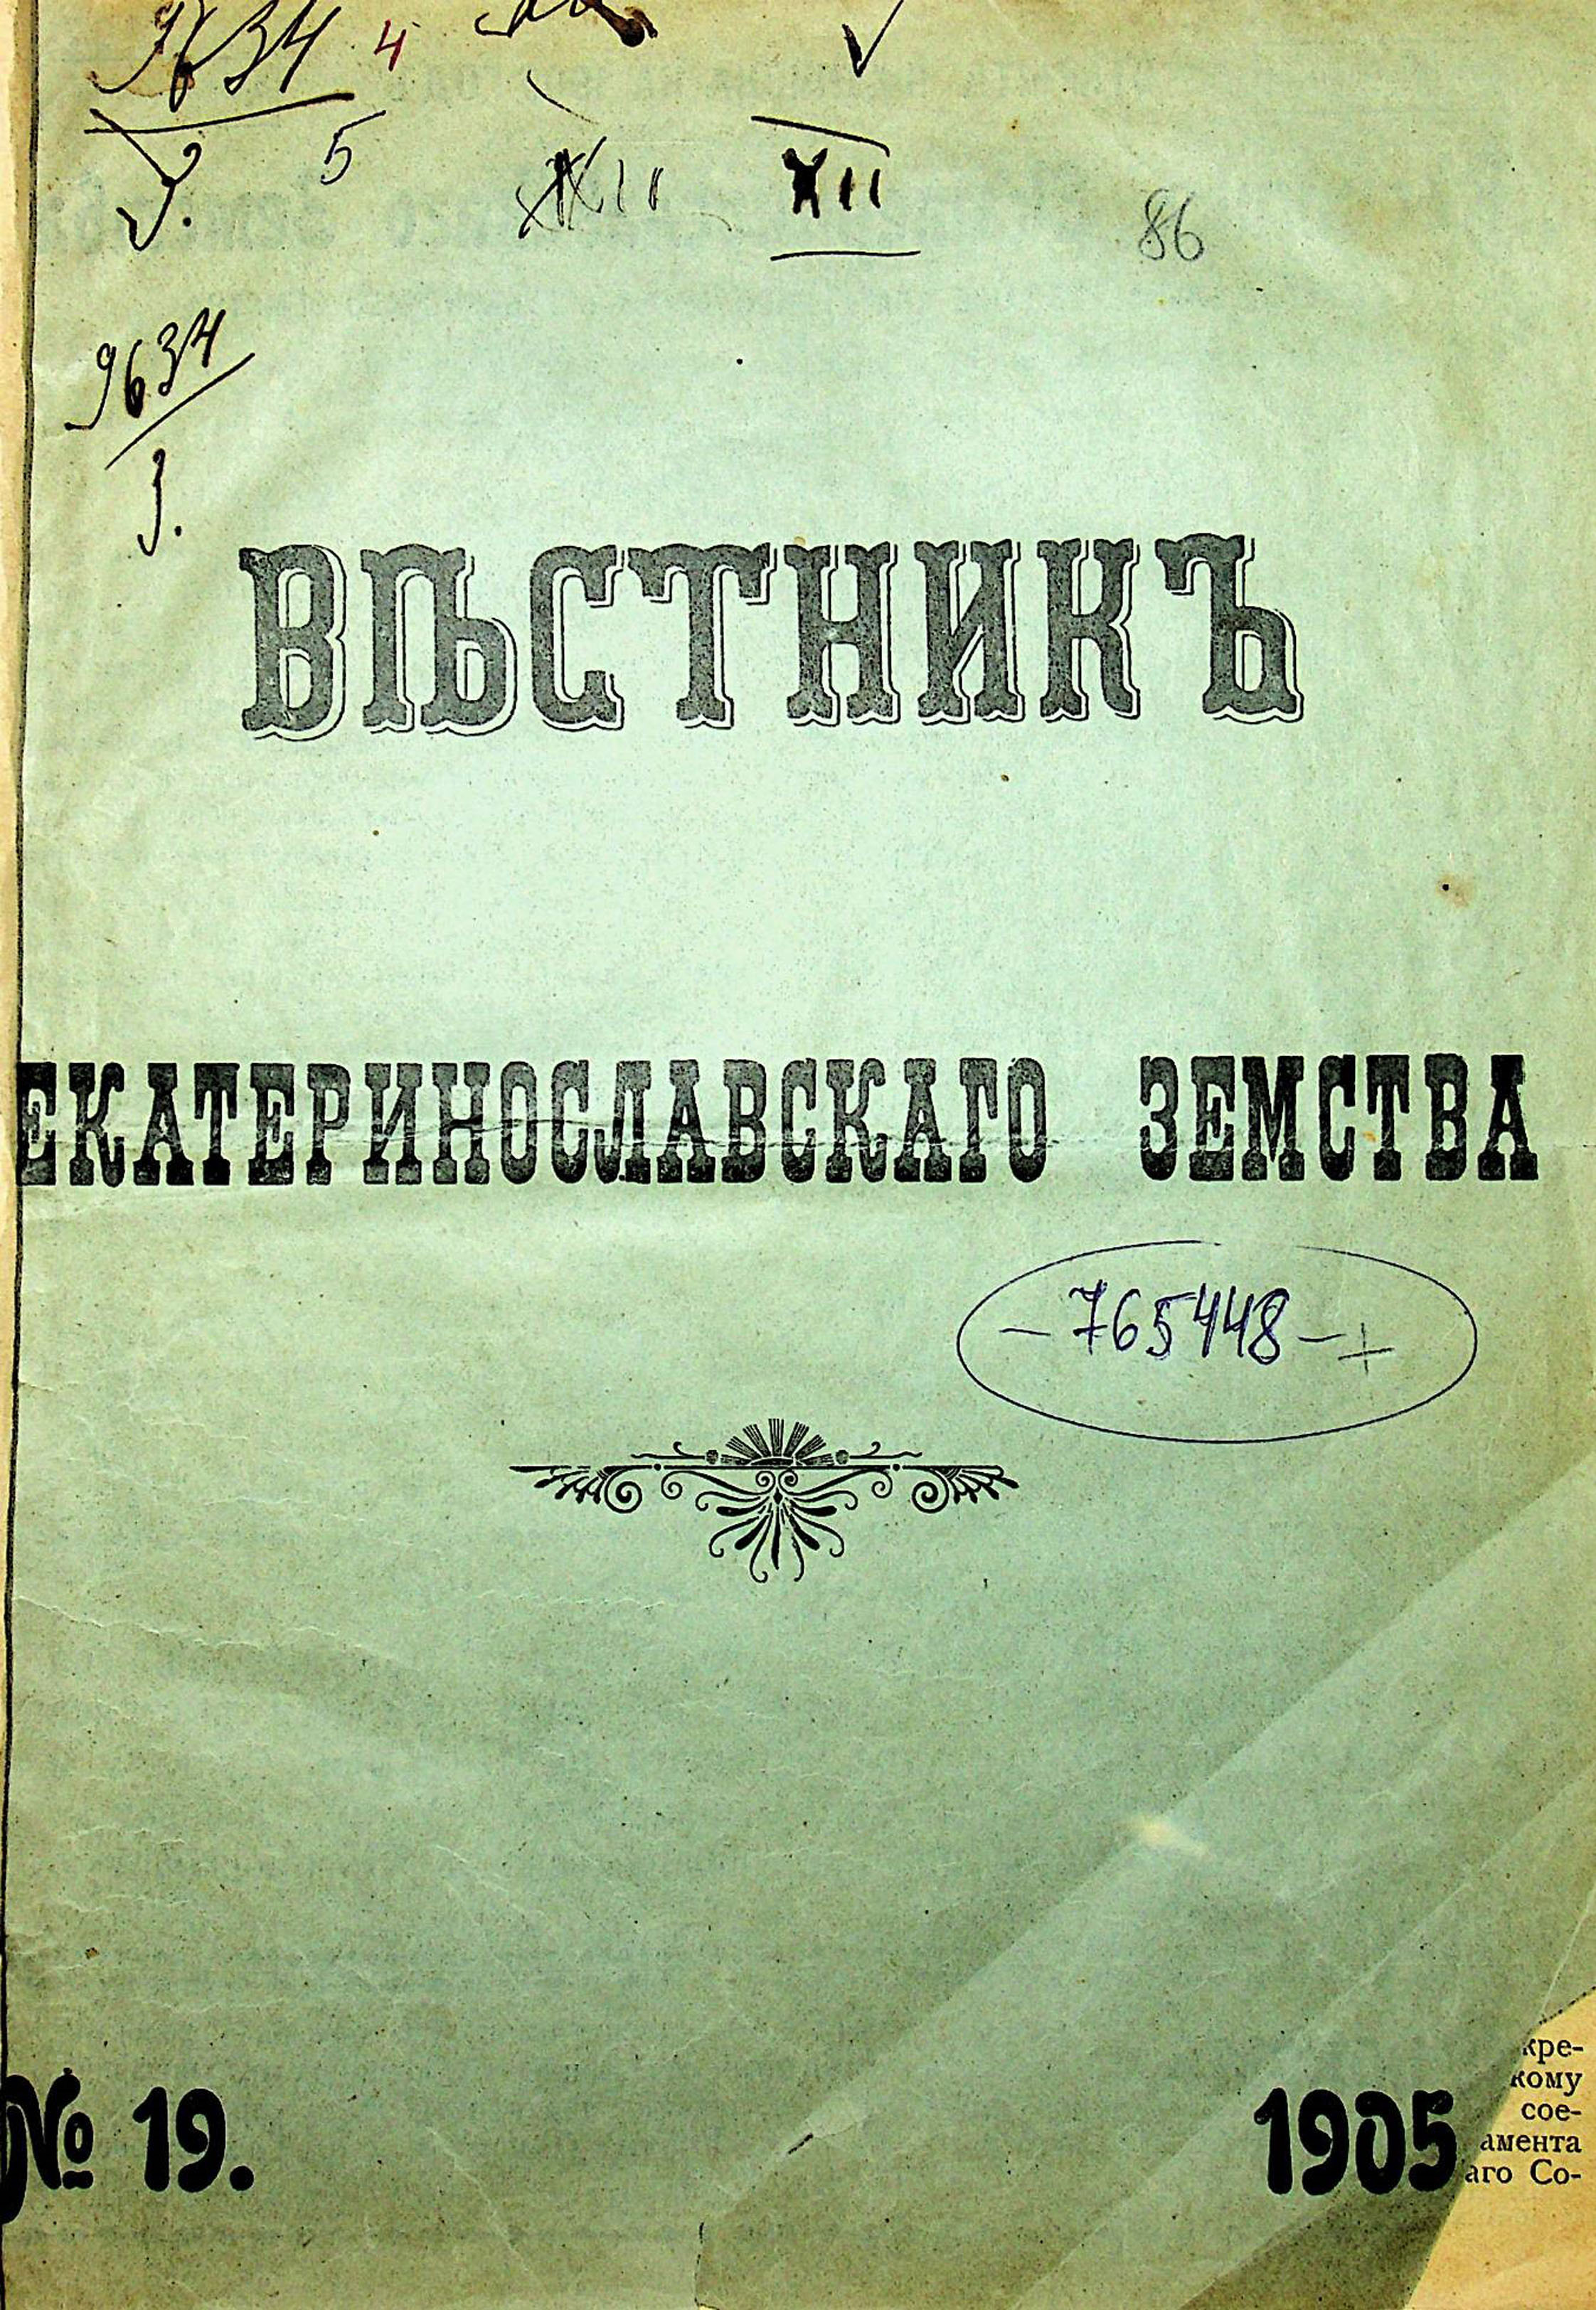 9634 4
5
XII
XII
86
9634
3.
ВѢСТНИКЪ
ЕКАТЕРИНОСЛАВСКАГО ЗЕМСТВА
—765448—+
№ 19.
1905
кре-
кому
сое-
амента
аго Со-